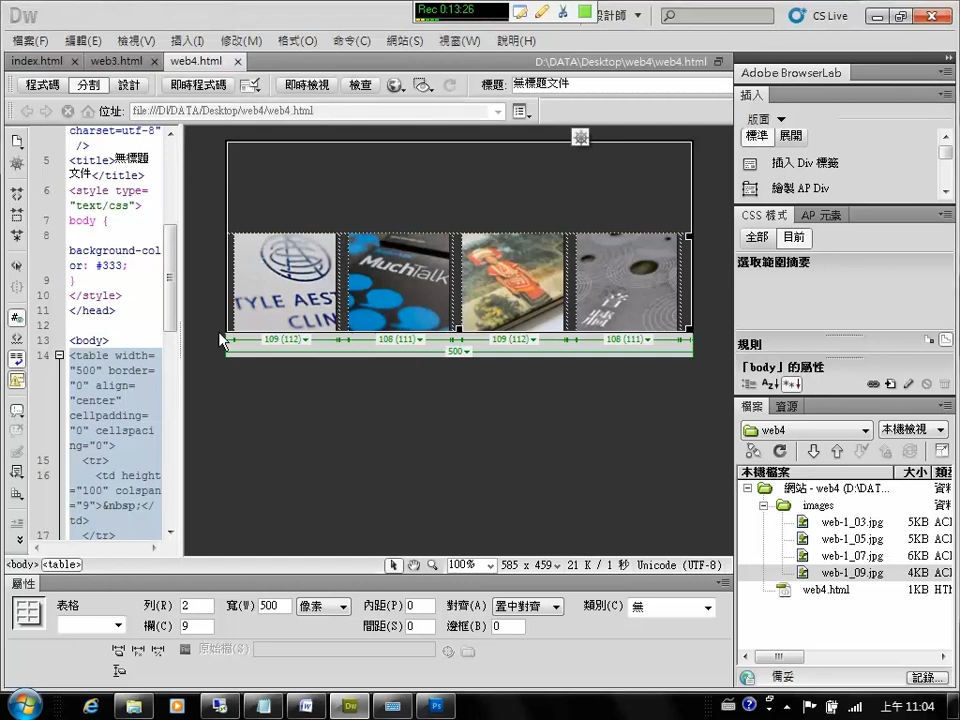 Dw
Rec 0:13:26
設計師
CS Live
檔案(F) 編輯(E) 檢視(V) 插入(I) 修改(M) 格式(O) 命令(C) 網站(S) 視窗(W) 說明(H)
index.html web3.html web4.html D:\DATA\Desktop\web4\web4.html
程式碼 分割 設計 即時程式碼 即時檢視 檢查 標題: 無標題文件
位址: file:///D|/DATA/Desktop/web4/web4.html
charset=utf-8"
/>
5 <title>無標題
文件</title>
6 <style type=
"text/css">
7 body {
8
background-col
or: #333;
9 }
10 </style>
11 </head>
12
13 <body>
14 <table width=
"500" border=
"0" align=
"center"
cellpadding=
"0" cellspaci
ng="0">
15 <tr>
16 <td height
="100" colspan
="9">&nbsp;</
td>
17 </tr>
TYLE AEST
CLIN
MuchTalk
109 (112) 108 (111) 109 (112) 108 (111)
500
<body> <table>
100% 585 x 459 21 K / 1 秒 Unicode (UTF-8)
屬性
表格 列(R) 2 寬(W) 500 像素 內距(P) 0 對齊(A) 置中對齊 類別(C) 無
欄(C) 9 間距(S) 0 邊框(B) 0
原始檔(S)
Adobe BrowserLab
插入
版面
標準 展開
插入 Div 標籤
繪製 AP Div
CSS 樣式 AP 元素
全部 目前
選取範圍摘要
規則
「body」的屬性
檔案 資源
web4 本機檢視
本機檔案 大小 類
網站 - web4 (D:\DAT... 資
images 資
web-1_03.jpg 5KB ACI
web-1_05.jpg 5KB ACI
web-1_07.jpg 6KB ACI
web-1_09.jpg 4KB ACI
web4.html 1KB HT
備妥 記錄...
Dw Ps
上午 11:04